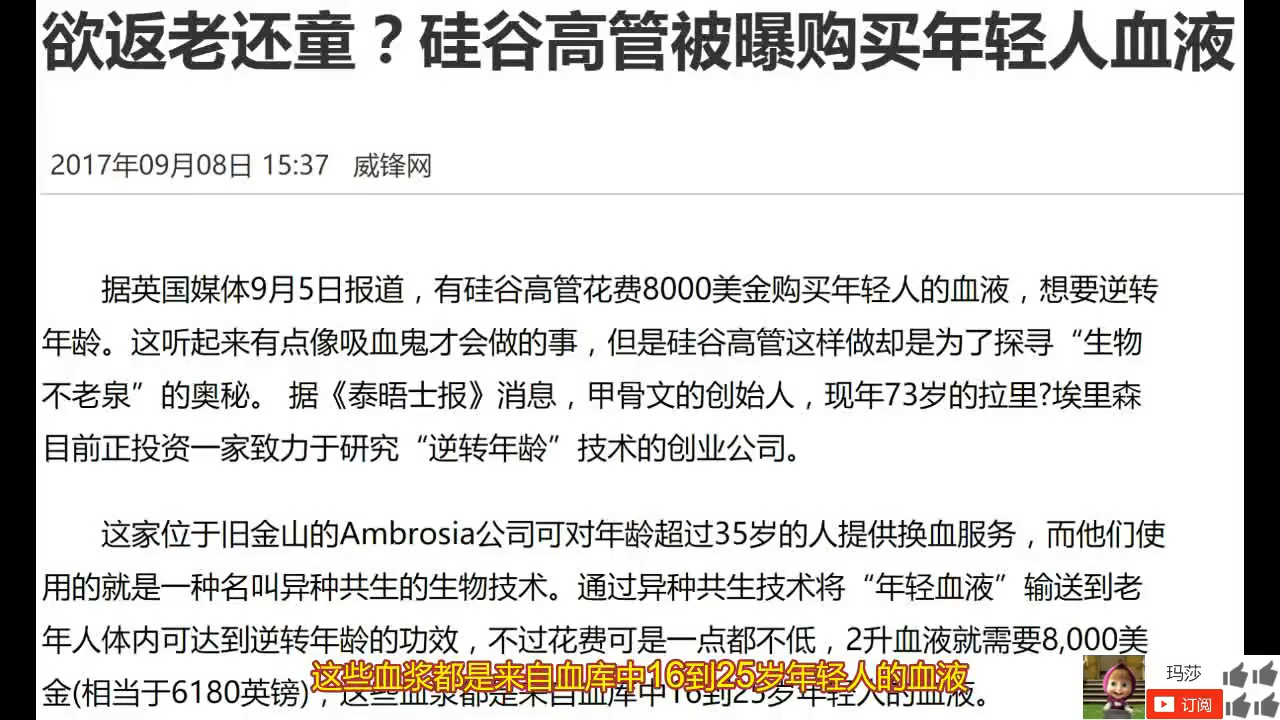 欲返老还童？硅谷高管被曝购买年轻人血液
2017年09月08日 15:37 威锋网
据英国媒体9月5日报道，有硅谷高管花费8000美金购买年轻人的血液，想要逆转
年龄。这听起来有点像吸血鬼才会做的事，但是硅谷高管这样做却是为了探寻“生物
不老泉”的奥秘。 据《泰晤士报》消息，甲骨文的创始人，现年73岁的拉里?埃里森
目前正投资一家致力于研究“逆转年龄”技术的创业公司。
这家位于旧金山的Ambrosia公司可对年龄超过35岁的人提供换血服务，而他们使
用的就是一种名叫异种共生的生物技术。通过异种共生技术将“年轻血液”输送到老
年人体内可达到逆转年龄的功效，不过花费可是一点都不低，2升血液就需要8,000美
金(相当于6180英镑)，这些血浆都是来自血库中16到25岁年轻人的血液。
这些血浆都是来自血库中16到25岁年轻人的血液
玛莎
订阅